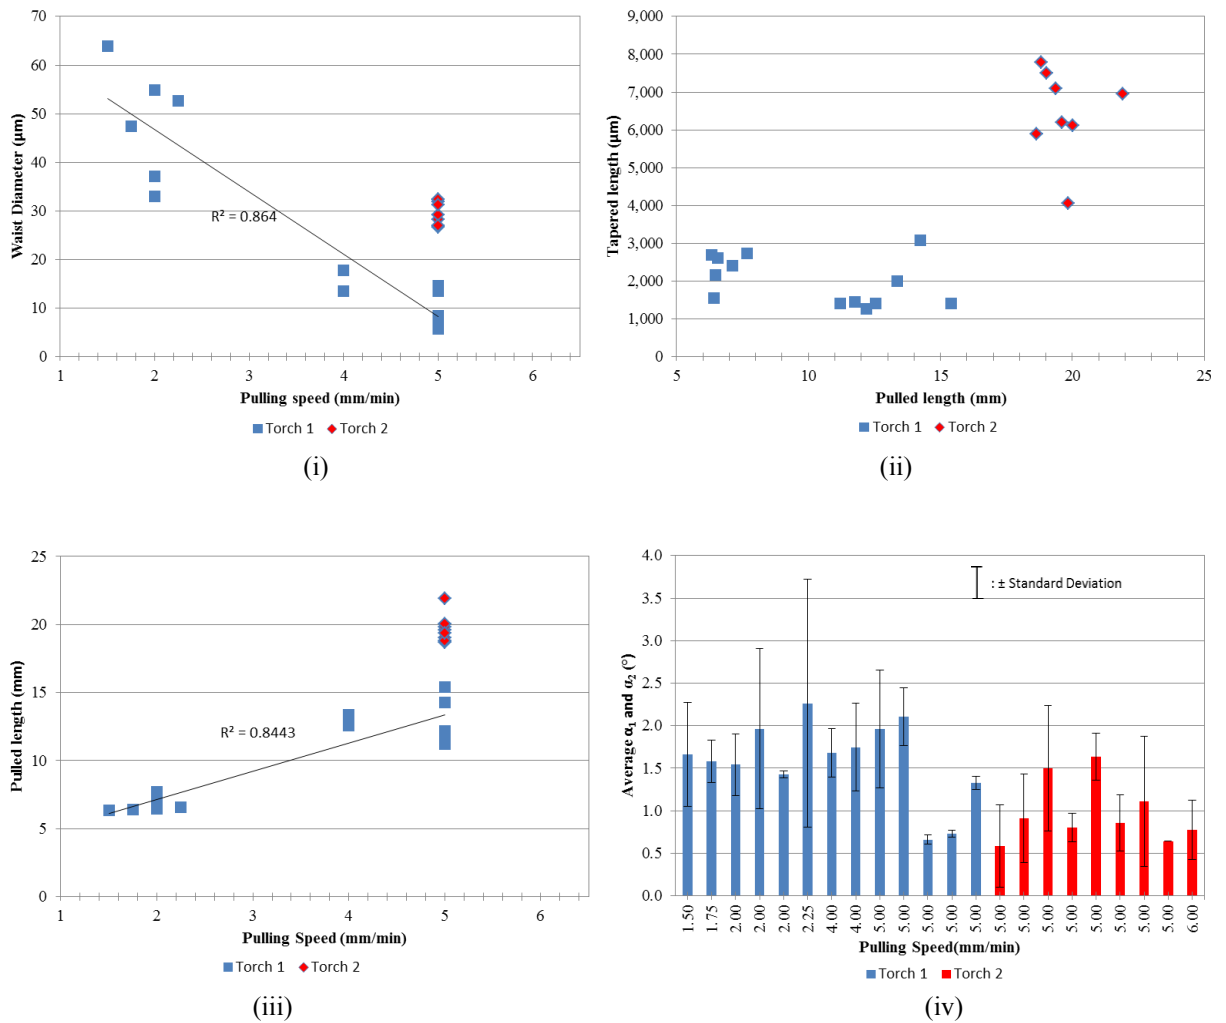 70
60
50
40
30
20
10
0
Waist Diameter (µm)
R² = 0.864
1 2 3 4 5 6
Pulling speed (mm/min)
Torch 1 Torch 2
(i)
9,000
8,000
7,000
6,000
5,000
4,000
3,000
2,000
1,000
0,000
Tapered length (µm)
5 10 15 20 25
Pulled length (mm)
Torch 1 Torch 2
(ii)
25
20
15
10
5
0
Pulled length (mm)
R² = 0.8443
1 2 3 4 5 6
Pulling Speed (mm/min)
Torch 1 Torch 2
(iii)
4.0
3.5
3.0
2.5
2.0
1.5
1.0
0.5
0.0
Average α₁ and α₂ (°)
: ± Standard Deviation
1.50 1.75 2.00 2.00 2.00 2.25 4.00 4.00 5.00 5.00 5.00 5.00 5.00 5.00 5.00 5.00 5.00 5.00 5.00 5.00 5.00 6.00
Pulling Speed(mm/min)
Torch 1 Torch 2
(iv)